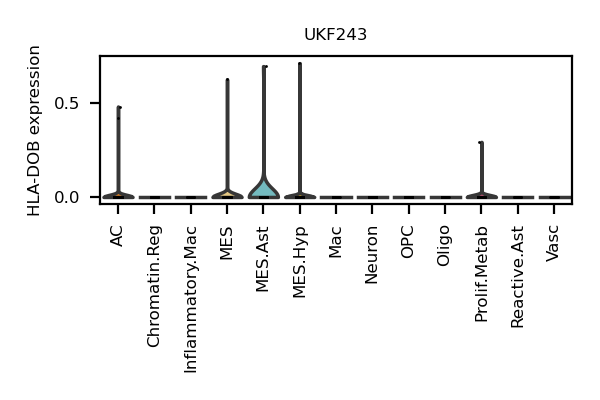 UKF243
HLA-DOB expression
0.5
0.0
AC
Chromatin.Reg
Inflammatory.Mac
MES
MES.Ast
MES.Hyp
Mac
Neuron
OPC
Oligo
Prolif.Metab
Reactive.Ast
Vasc